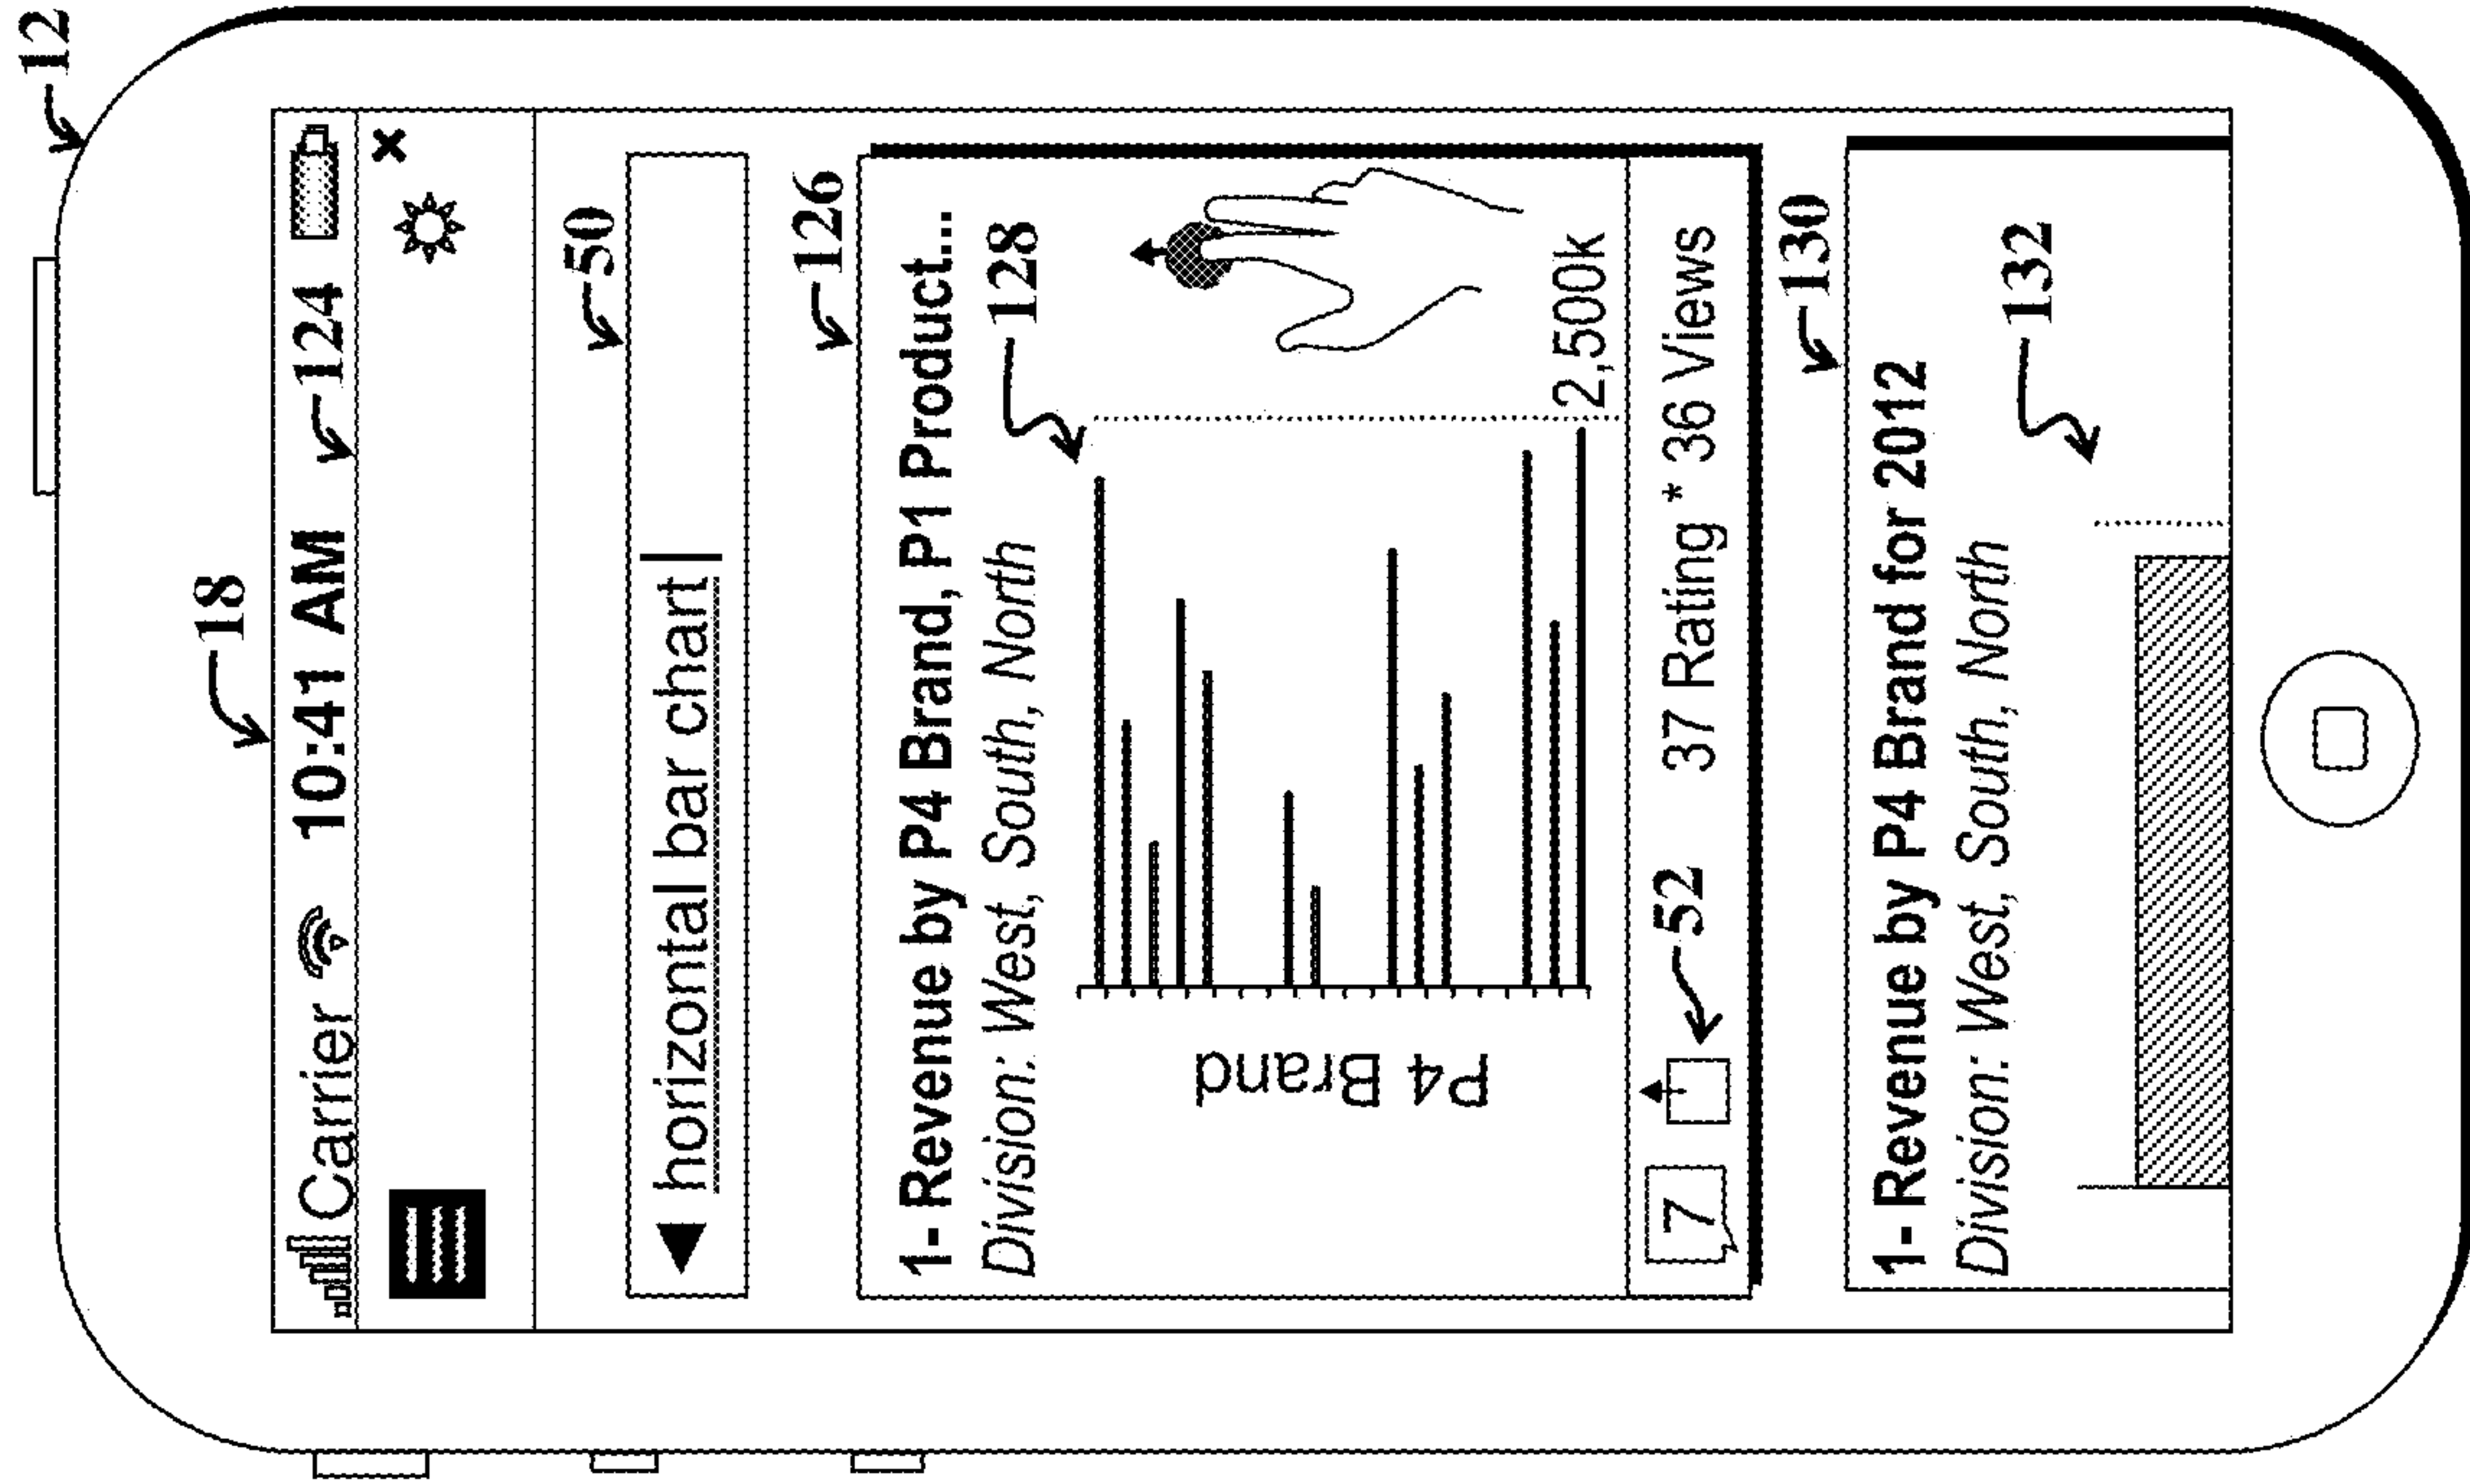 12
18
Carrier 10:41 AM 124
×
50
horizontal bar chart
126
1- Revenue by P4 Brand, P1 Product...
Division: West, South, North
128
P4 Brand
2,500k
7 52 37 Rating * 36 Views
130
1- Revenue by P4 Brand for 2012
Division: West, South, North
132